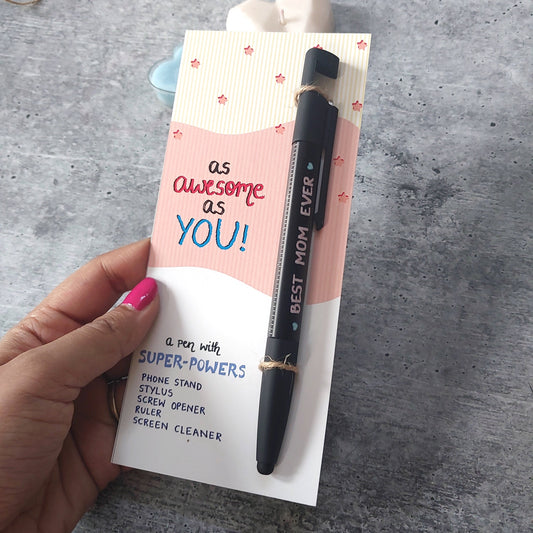 as
awesome
as
YOU!
a pen with
SUPER-POWERS
PHONE STAND
STYLUS
SCREW OPENER
RULER
SCREEN CLEANER
BEST MOM EVER